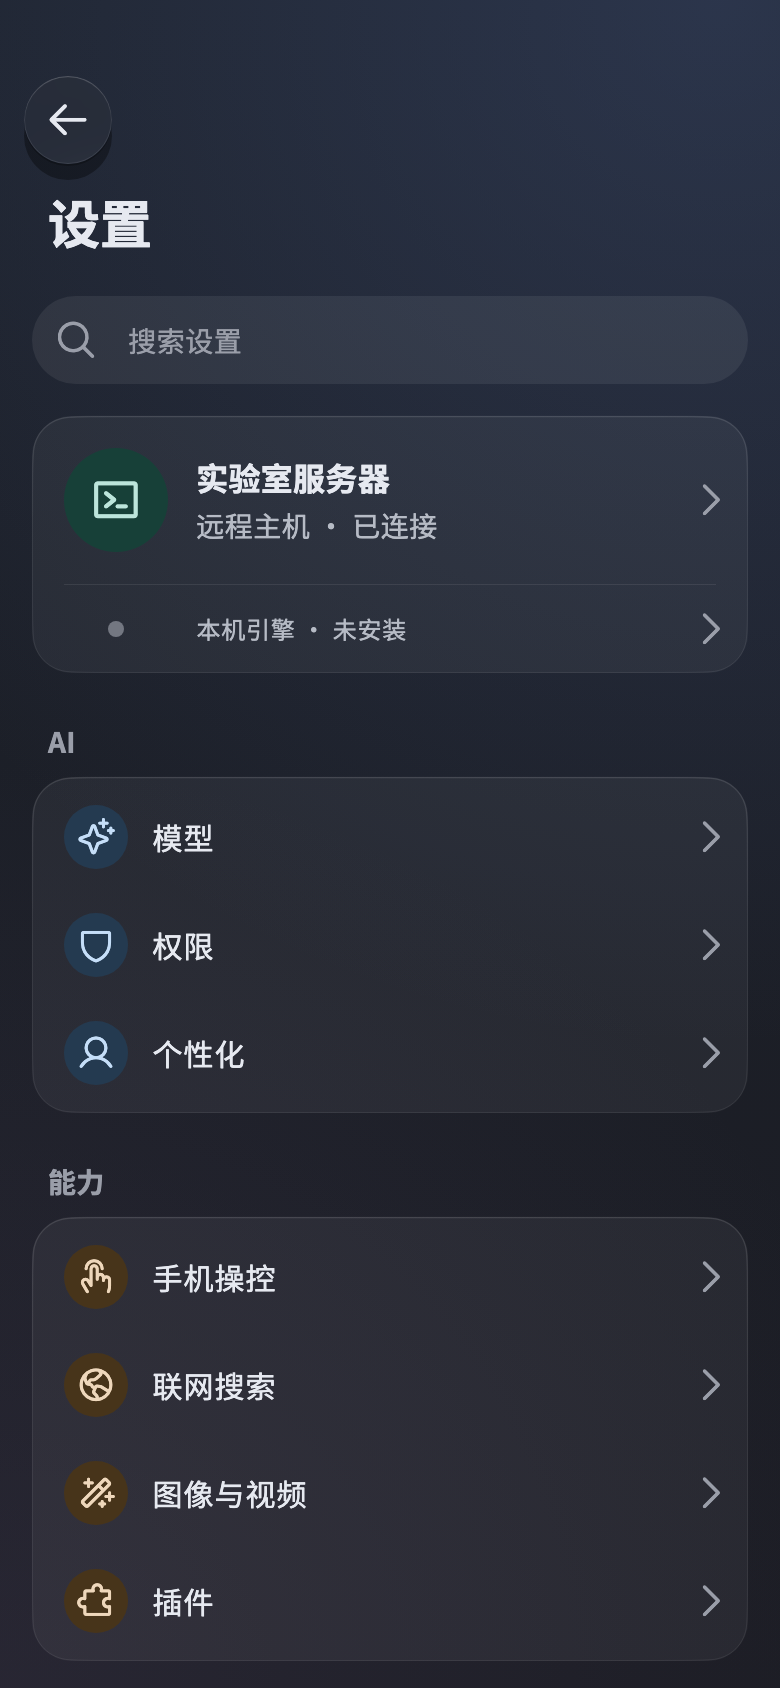 设置
搜索设置
实验室服务器
远程主机 · 已连接
本机引擎 · 未安装
AI
模型
权限
个性化
能力
手机操控
联网搜索
图像与视频
插件